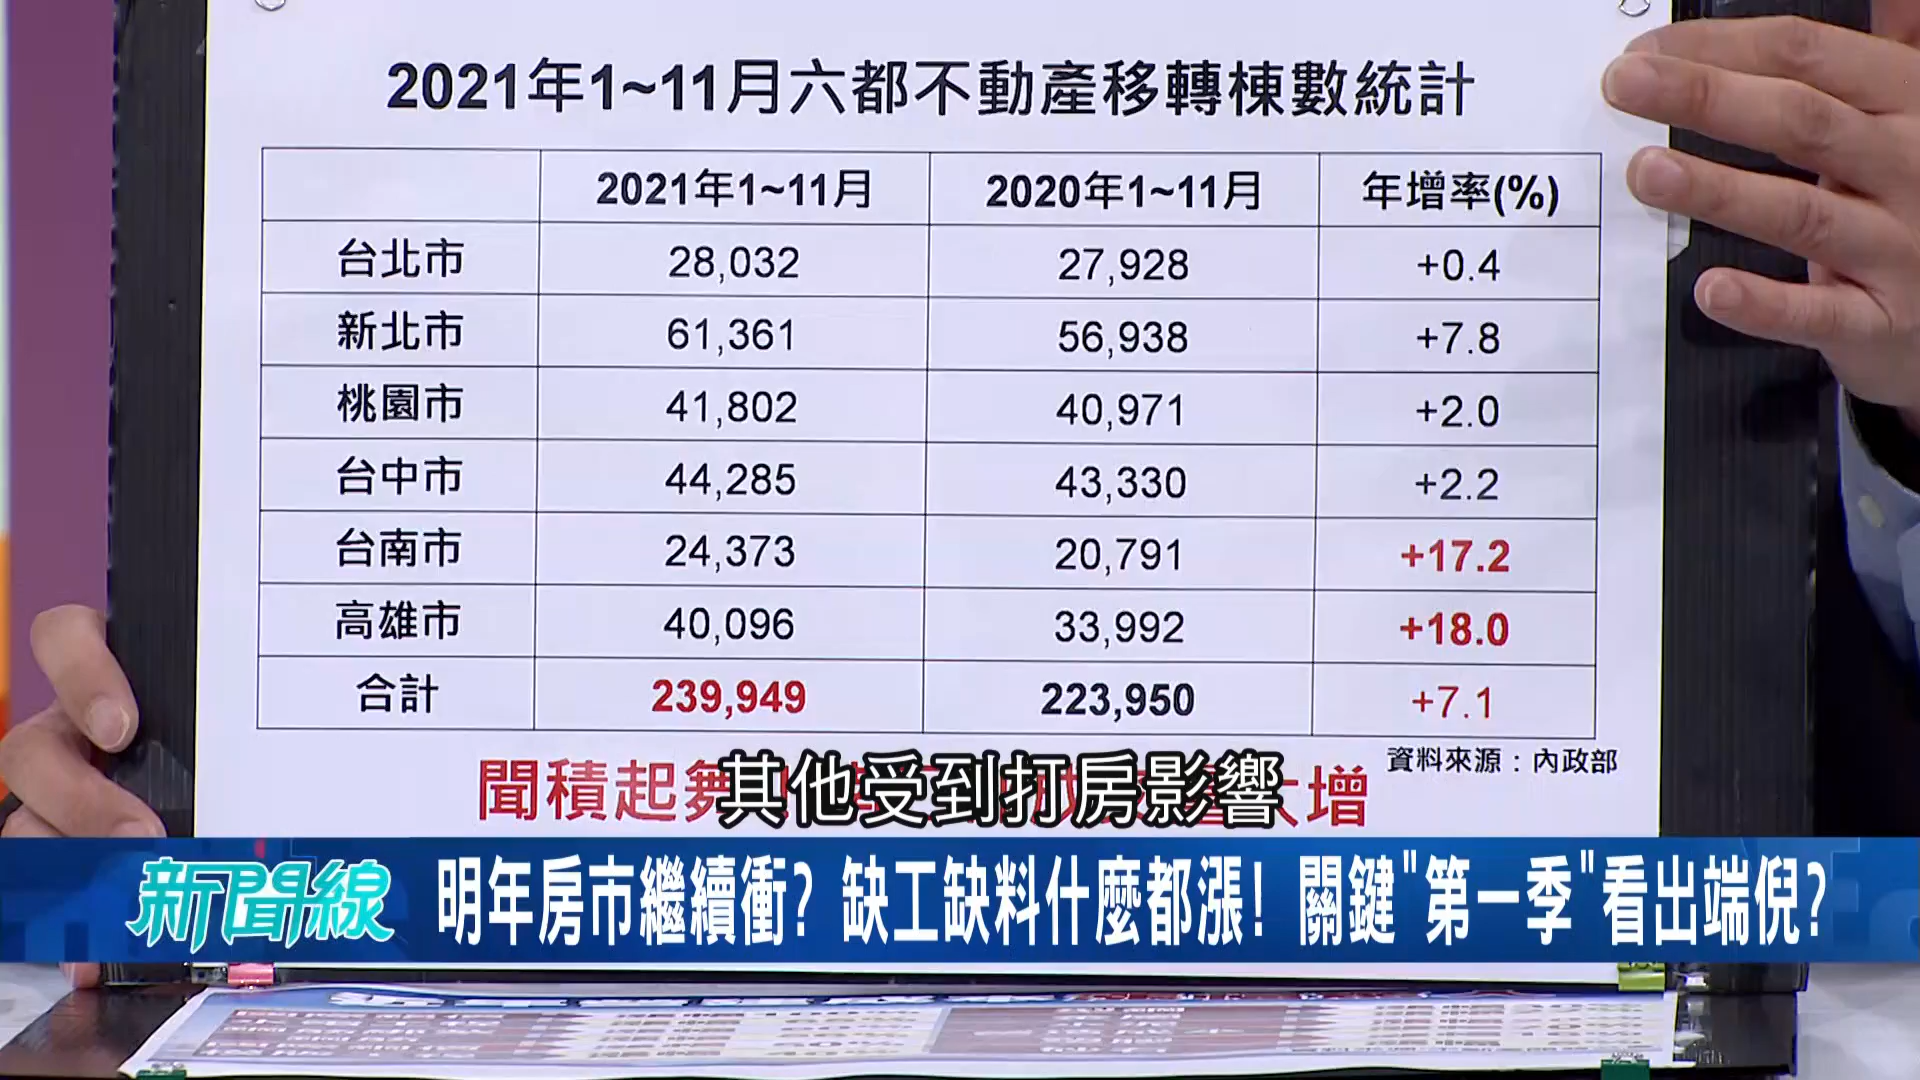 2021年1~11月六都不動產移轉棟數統計
2021年1~11月 2020年1~11月 年增率(%)
台北市 28,032 27,928 +0.4
新北市 61,361 56,938 +7.8
桃園市 41,802 40,971 +2.0
台中市 44,285 43,330 +2.2
台南市 24,373 20,791 +17.2
高雄市 40,096 33,992 +18.0
合計 239,949 223,950 +7.1
資料來源：內政部
聞積起舞 大增
其他受到打房影響
新聞線 明年房市繼續衝? 缺工缺料什麼都漲! 關鍵"第一季"看出端倪?